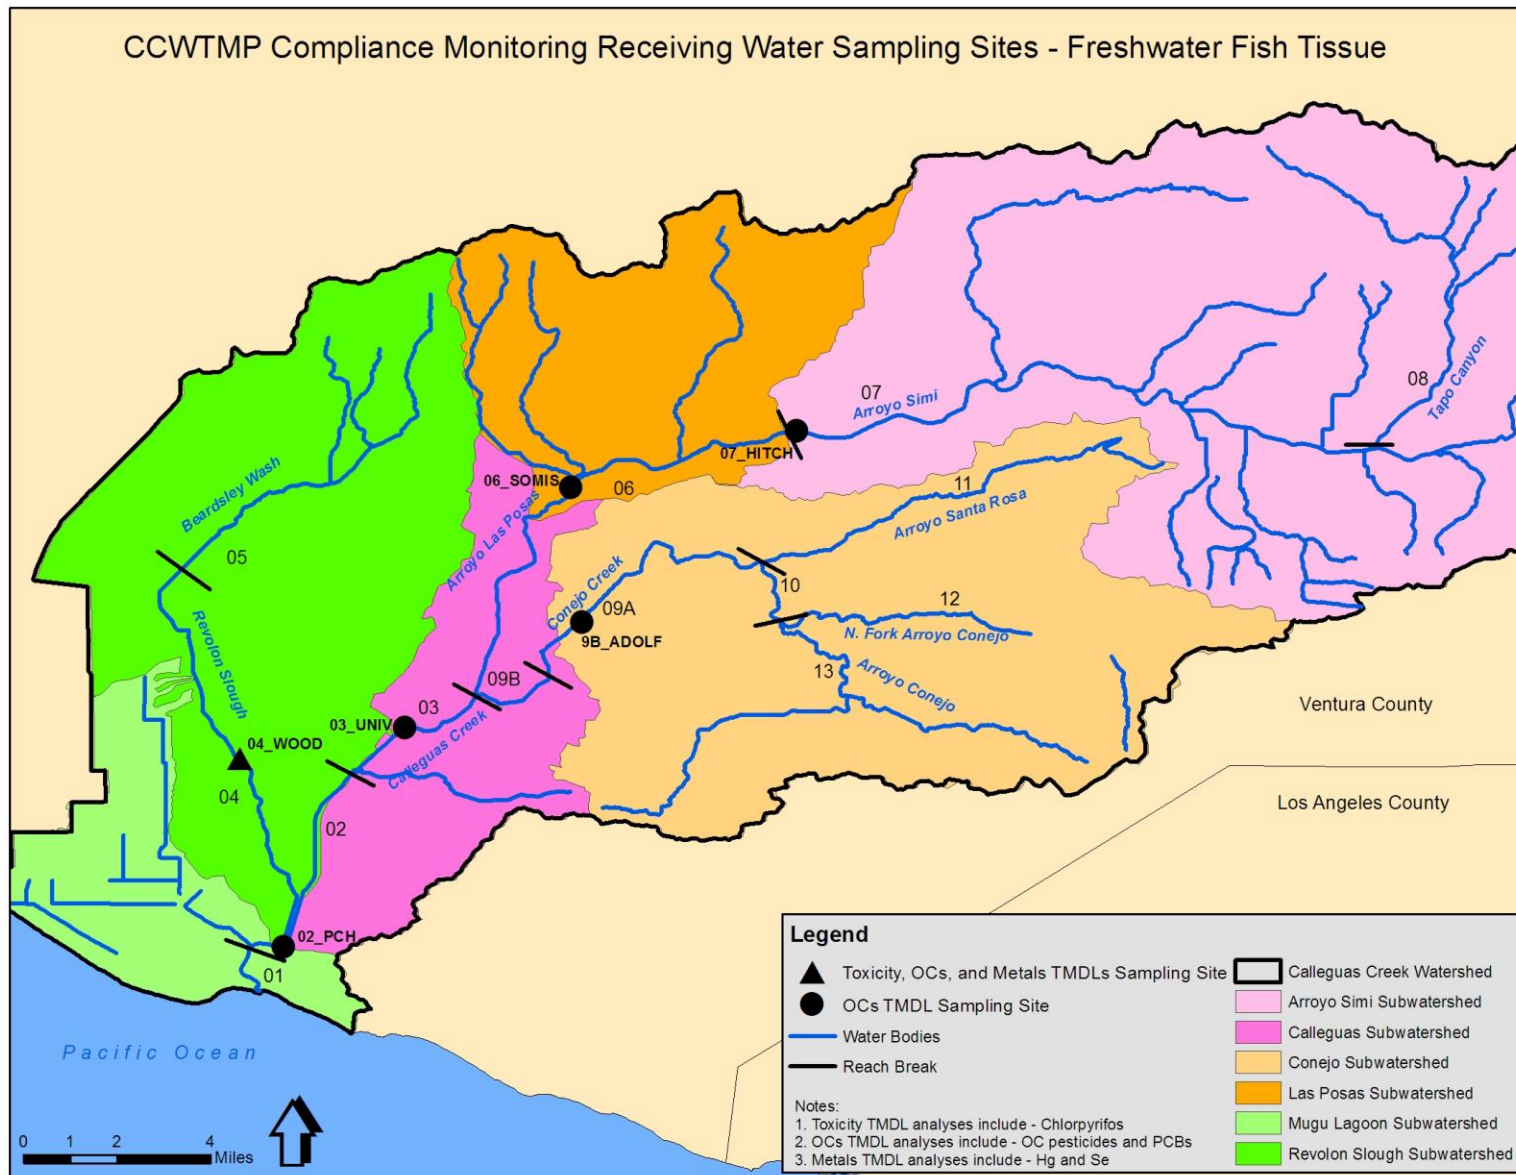 CCWTMP Compliance Monitoring Receiving Water Sampling Sites - Freshwater Fish Tissue
08
Tapo Canyon
07
Arroyo Simi
07_HITCH
06_SOMIS
06
11
Arroyo Santa Rosa
Beardsley Wash
Arroyo Las Posas
05
Conejo Creek
10
09A
12
9B_ADOLF
N. Fork Arroyo Conejo
Revolon Slough
09B
13
Arroyo Conejo
03
03_UNIV
Calleguas Creek
04_WOOD
04
02
02_PCH
01
Ventura County
Los Angeles County
Pacific Ocean
0 1 2 4
Miles
Legend
Toxicity, OCs, and Metals TMDLs Sampling Site
OCs TMDL Sampling Site
Water Bodies
Reach Break
Notes:
1. Toxicity TMDL analyses include - Chlorpyrifos
2. OCs TMDL analyses include - OC pesticides and PCBs
3. Metals TMDL analyses include - Hg and Se
Calleguas Creek Watershed
Arroyo Simi Subwatershed
Calleguas Subwatershed
Conejo Subwatershed
Las Posas Subwatershed
Mugu Lagoon Subwatershed
Revolon Slough Subwatershed